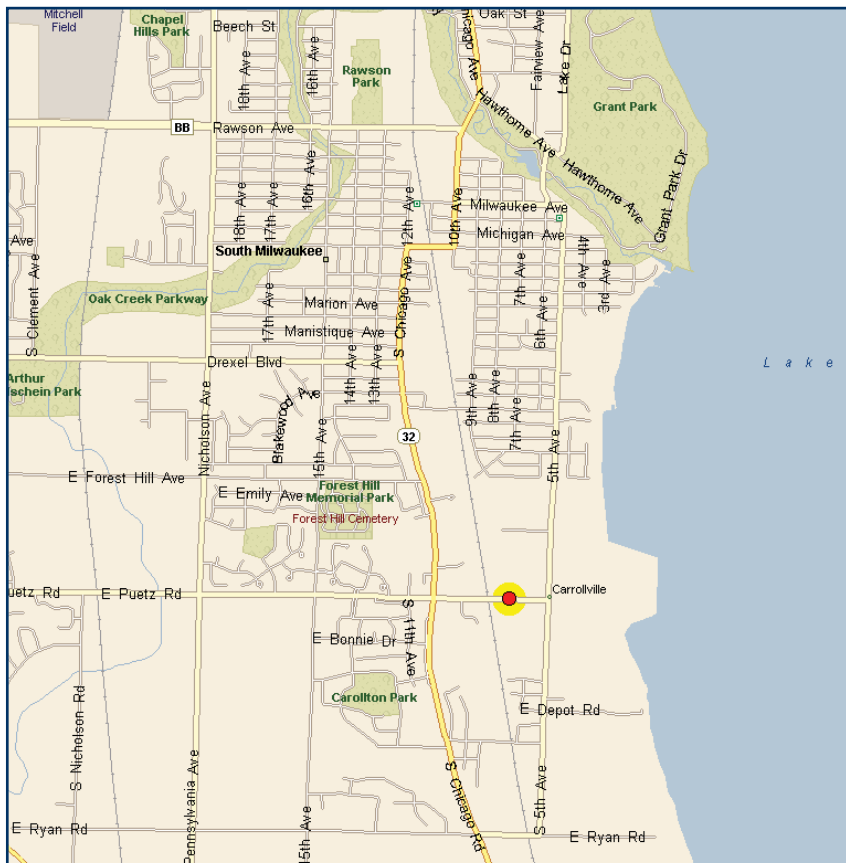 Mitchell
Field
Chapel
Hills Park
Beech St
18th Ave
16th Ave
Rawson
Park
Chicago Ave
Oak St
Fairview Ave
Lake Dr
Grant Park
BB
Rawson Ave
Hawthorne Ave
Hawthorne Ave
Grant Park Dr
16th Ave
17th Ave
18th Ave
12th Ave
10th Ave
Milwaukee Ave
Michigan Ave
Ave
S Clement Ave
South Milwaukee
4th Ave
3rd Ave
7th Ave
6th Ave
Oak Creek Parkway
17th Ave
Marion Ave
Manistique Ave
S Chicago Ave
Drexel Blvd
Lake
Arthur
lschein Park
Nicholson Ave
Blakewood Ave
14th Ave
13th Ave
15th Ave
9th Ave
8th Ave
7th Ave
5th Ave
32
E Forest Hill Ave
E Emily Ave
Forest Hill
Memorial Park
Forest Hill Cemetery
uetz Rd
E Puetz Rd
Carrollville
S 11th Ave
E Bonnie Dr
Carollton Park
E Depot Rd
S Nicholson Rd
Pennsylvania Ave
15th Ave
S Chicago Rd
S 5th Ave
E Ryan Rd
E Ryan Rd